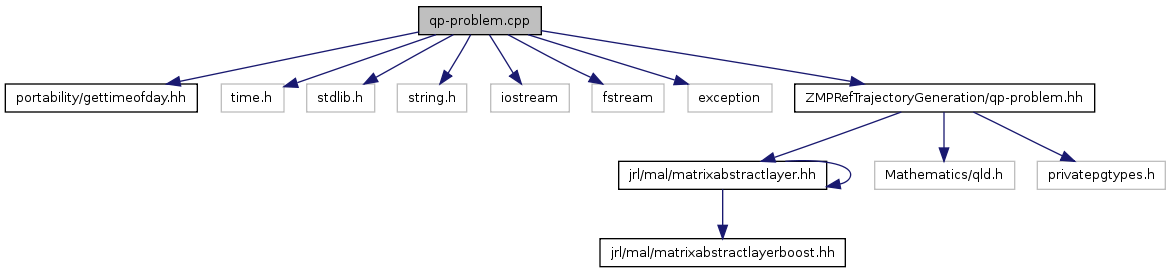 qp-problem.cpp
portability/gettimeofday.hh
time.h
stdlib.h
string.h
iostream
fstream
exception
ZMPRefTrajectoryGeneration/qp-problem.hh
jrl/mal/matrixabstractlayer.hh
Mathematics/qld.h
privatepgtypes.h
jrl/mal/matrixabstractlayerboost.hh